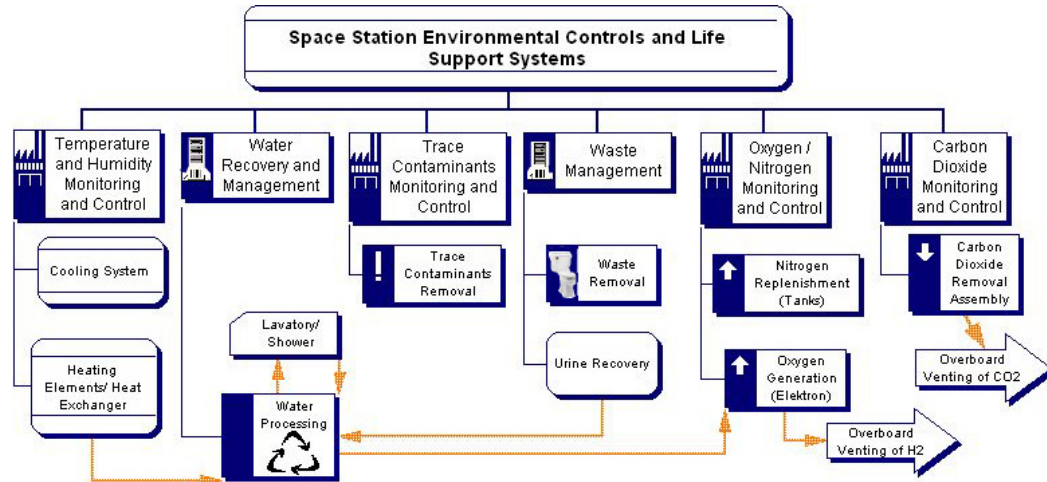 Space Station Environmental Controls and Life
Support Systems
Temperature
and Humidity
Monitoring
and Control
Water
Recovery and
Management
Trace
Contaminants
Monitoring and
Control
Waste
Management
Oxygen /
Nitrogen
Monitoring
and Control
Carbon
Dioxide
Monitoring
and Control
Cooling System
Trace
Contaminants
Removal
Waste
Removal
Nitrogen
Replenishment
(Tanks)
Carbon
Dioxide
Removal
Assembly
Lavatory/
Shower
Heating
Elements/ Heat
Exchanger
Urine Recovery
Oxygen
Generation
(Elektron)
Overboard
Venting of CO2
Water
Processing
Overboard
Venting of H2